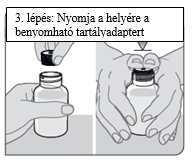 3. lépés: Nyomja a helyére a
benyomható tartályadaptert